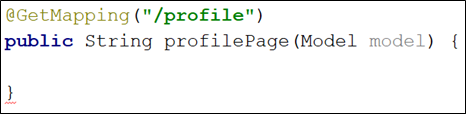 @GetMapping("/profile")
public String profilePage(Model model) {
}